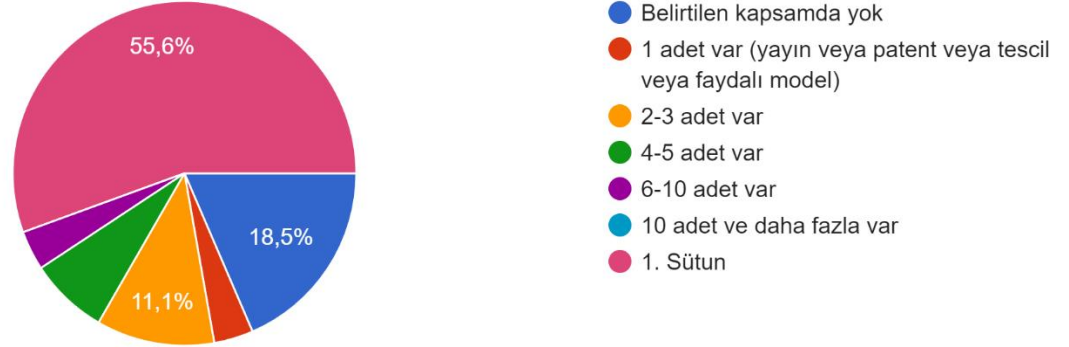 55,6%
18,5%
11,1%
Belirtilen kapsamda yok
1 adet var (yayın veya patent veya tescil
veya faydalı model)
2-3 adet var
4-5 adet var
6-10 adet var
10 adet ve daha fazla var
1. Sütun